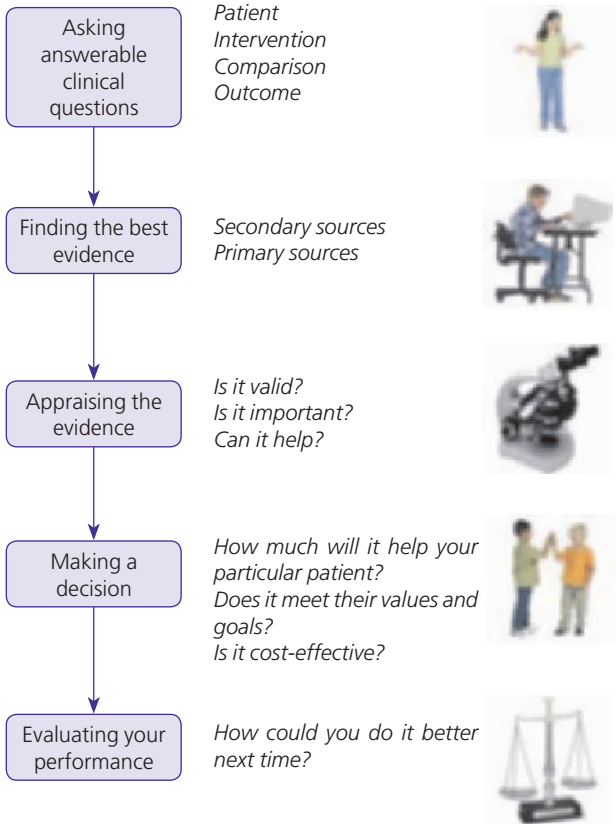 Asking
answerable
clinical
questions
Patient
Intervention
Comparison
Outcome
Finding the best
evidence
Secondary sources
Primary sources
Appraising the
evidence
Is it valid?
Is it important?
Can it help?
Making a
decision
How much will it help your
particular patient?
Does it meet their values and
goals?
Is it cost-effective?
Evaluating your
performance
How could you do it better
next time?